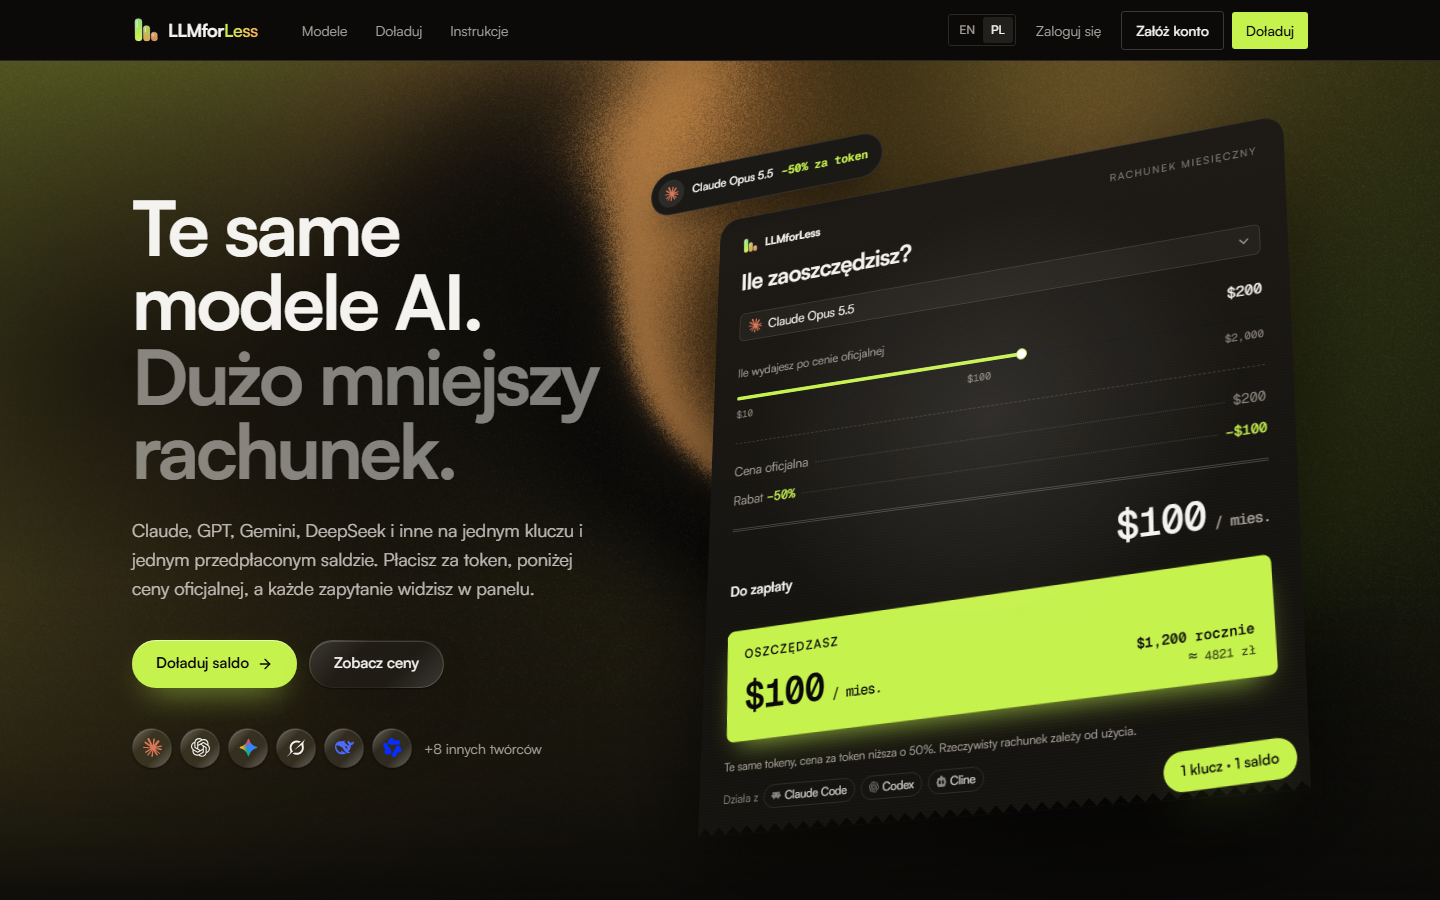 LLMforLess
Modele
Doładuj
Instrukcje
EN
PL
Zaloguj się
Załóż konto
Doładuj
Te same
modele AI.
Dużo mniejszy
rachunek.
Claude, GPT, Gemini, DeepSeek i inne na jednym kluczu i
jednym przedpłaconym saldzie. Płacisz za token, poniżej
ceny oficjalnej, a każde zapytanie widzisz w panelu.
Doładuj saldo →
Zobacz ceny
+8 innych twórców
Claude Opus 5.5 -50% za token
RACHUNEK MIESIĘCZNY
LLMforLess
Ile zaoszczędzisz?
Claude Opus 5.5
Ile wydajesz po cenie oficjalnej
$200
$10
$100
$2,000
Cena oficjalna
$200
Rabat -50%
-$100
Do zapłaty
$100 / mies.
OSZCZĘDZASZ
$100 / mies.
$1,200 rocznie
≈ 4821 zł
Te same tokeny, cena za token niższa o 50%. Rzeczywisty rachunek zależy od użycia.
Działa z
Claude Code
Codex
Cline
1 klucz · 1 saldo